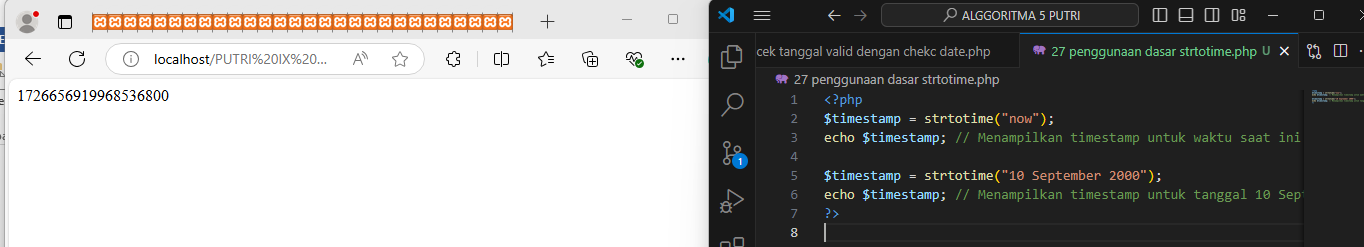 localhost/PUTRI%20IX%20...
1726656919968536800
ALGGORITMA 5 PUTRI
cek tanggal valid dengan chekc date.php
27 penggunaan dasar strtotime.php U
27 penggunaan dasar strtotime.php
1 <?php
2 $timestamp = strtotime("now");
3 echo $timestamp; // Menampilkan timestamp untuk waktu saat ini
4
5 $timestamp = strtotime("10 September 2000");
6 echo $timestamp; // Menampilkan timestamp untuk tanggal 10 Sept
7 ?>
8
1